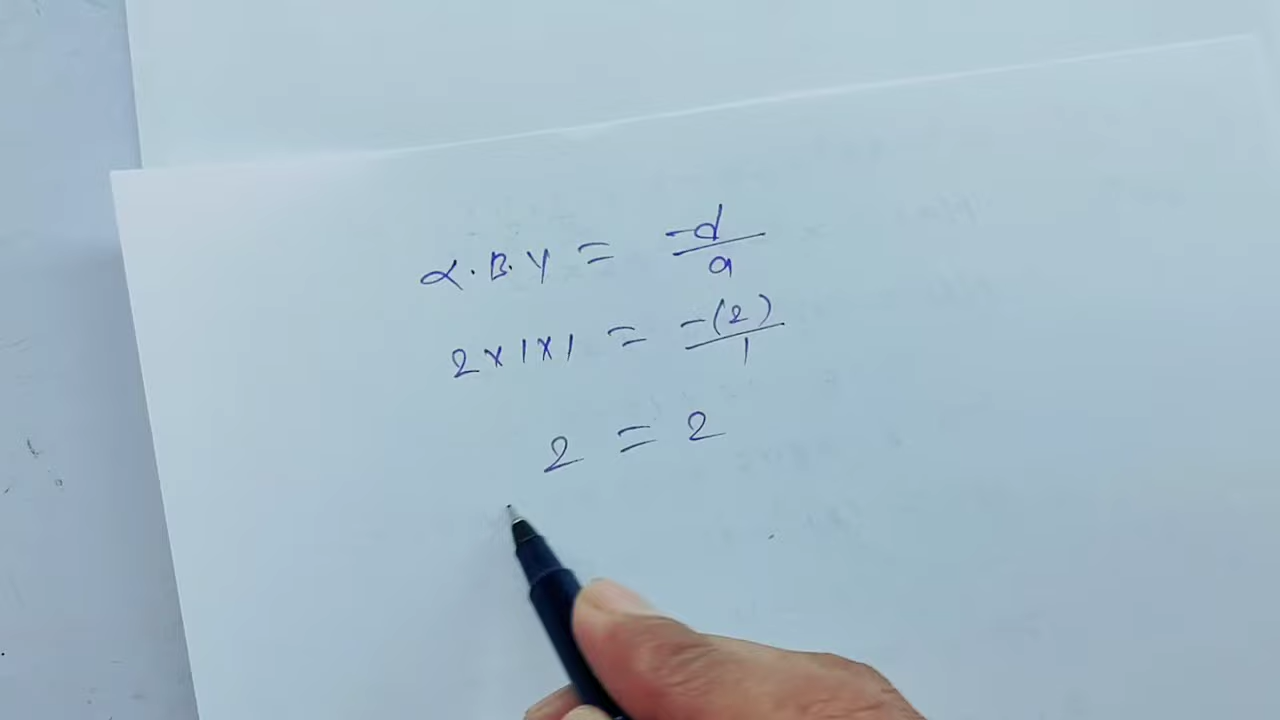 α.β.γ = -d/a
2×1×1 = -(2)/1
2 = 2